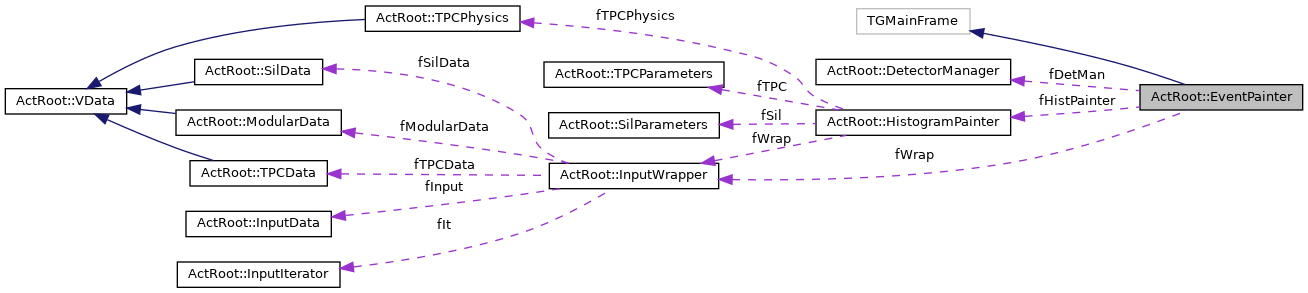 ActRoot::TPCPhysics
fTPCPhysics
TGMainFrame
ActRoot::SilData
fSilData
ActRoot::TPCParameters
fTPC
ActRoot::DetectorManager
fDetMan
ActRoot::EventPainter
ActRoot::VData
ActRoot::ModularData
fModularData
ActRoot::SilParameters
fSil
ActRoot::HistogramPainter
fHistPainter
fWrap
ActRoot::TPCData
fTPCData
ActRoot::InputWrapper
fWrap
fInput
ActRoot::InputData
fIt
ActRoot::InputIterator